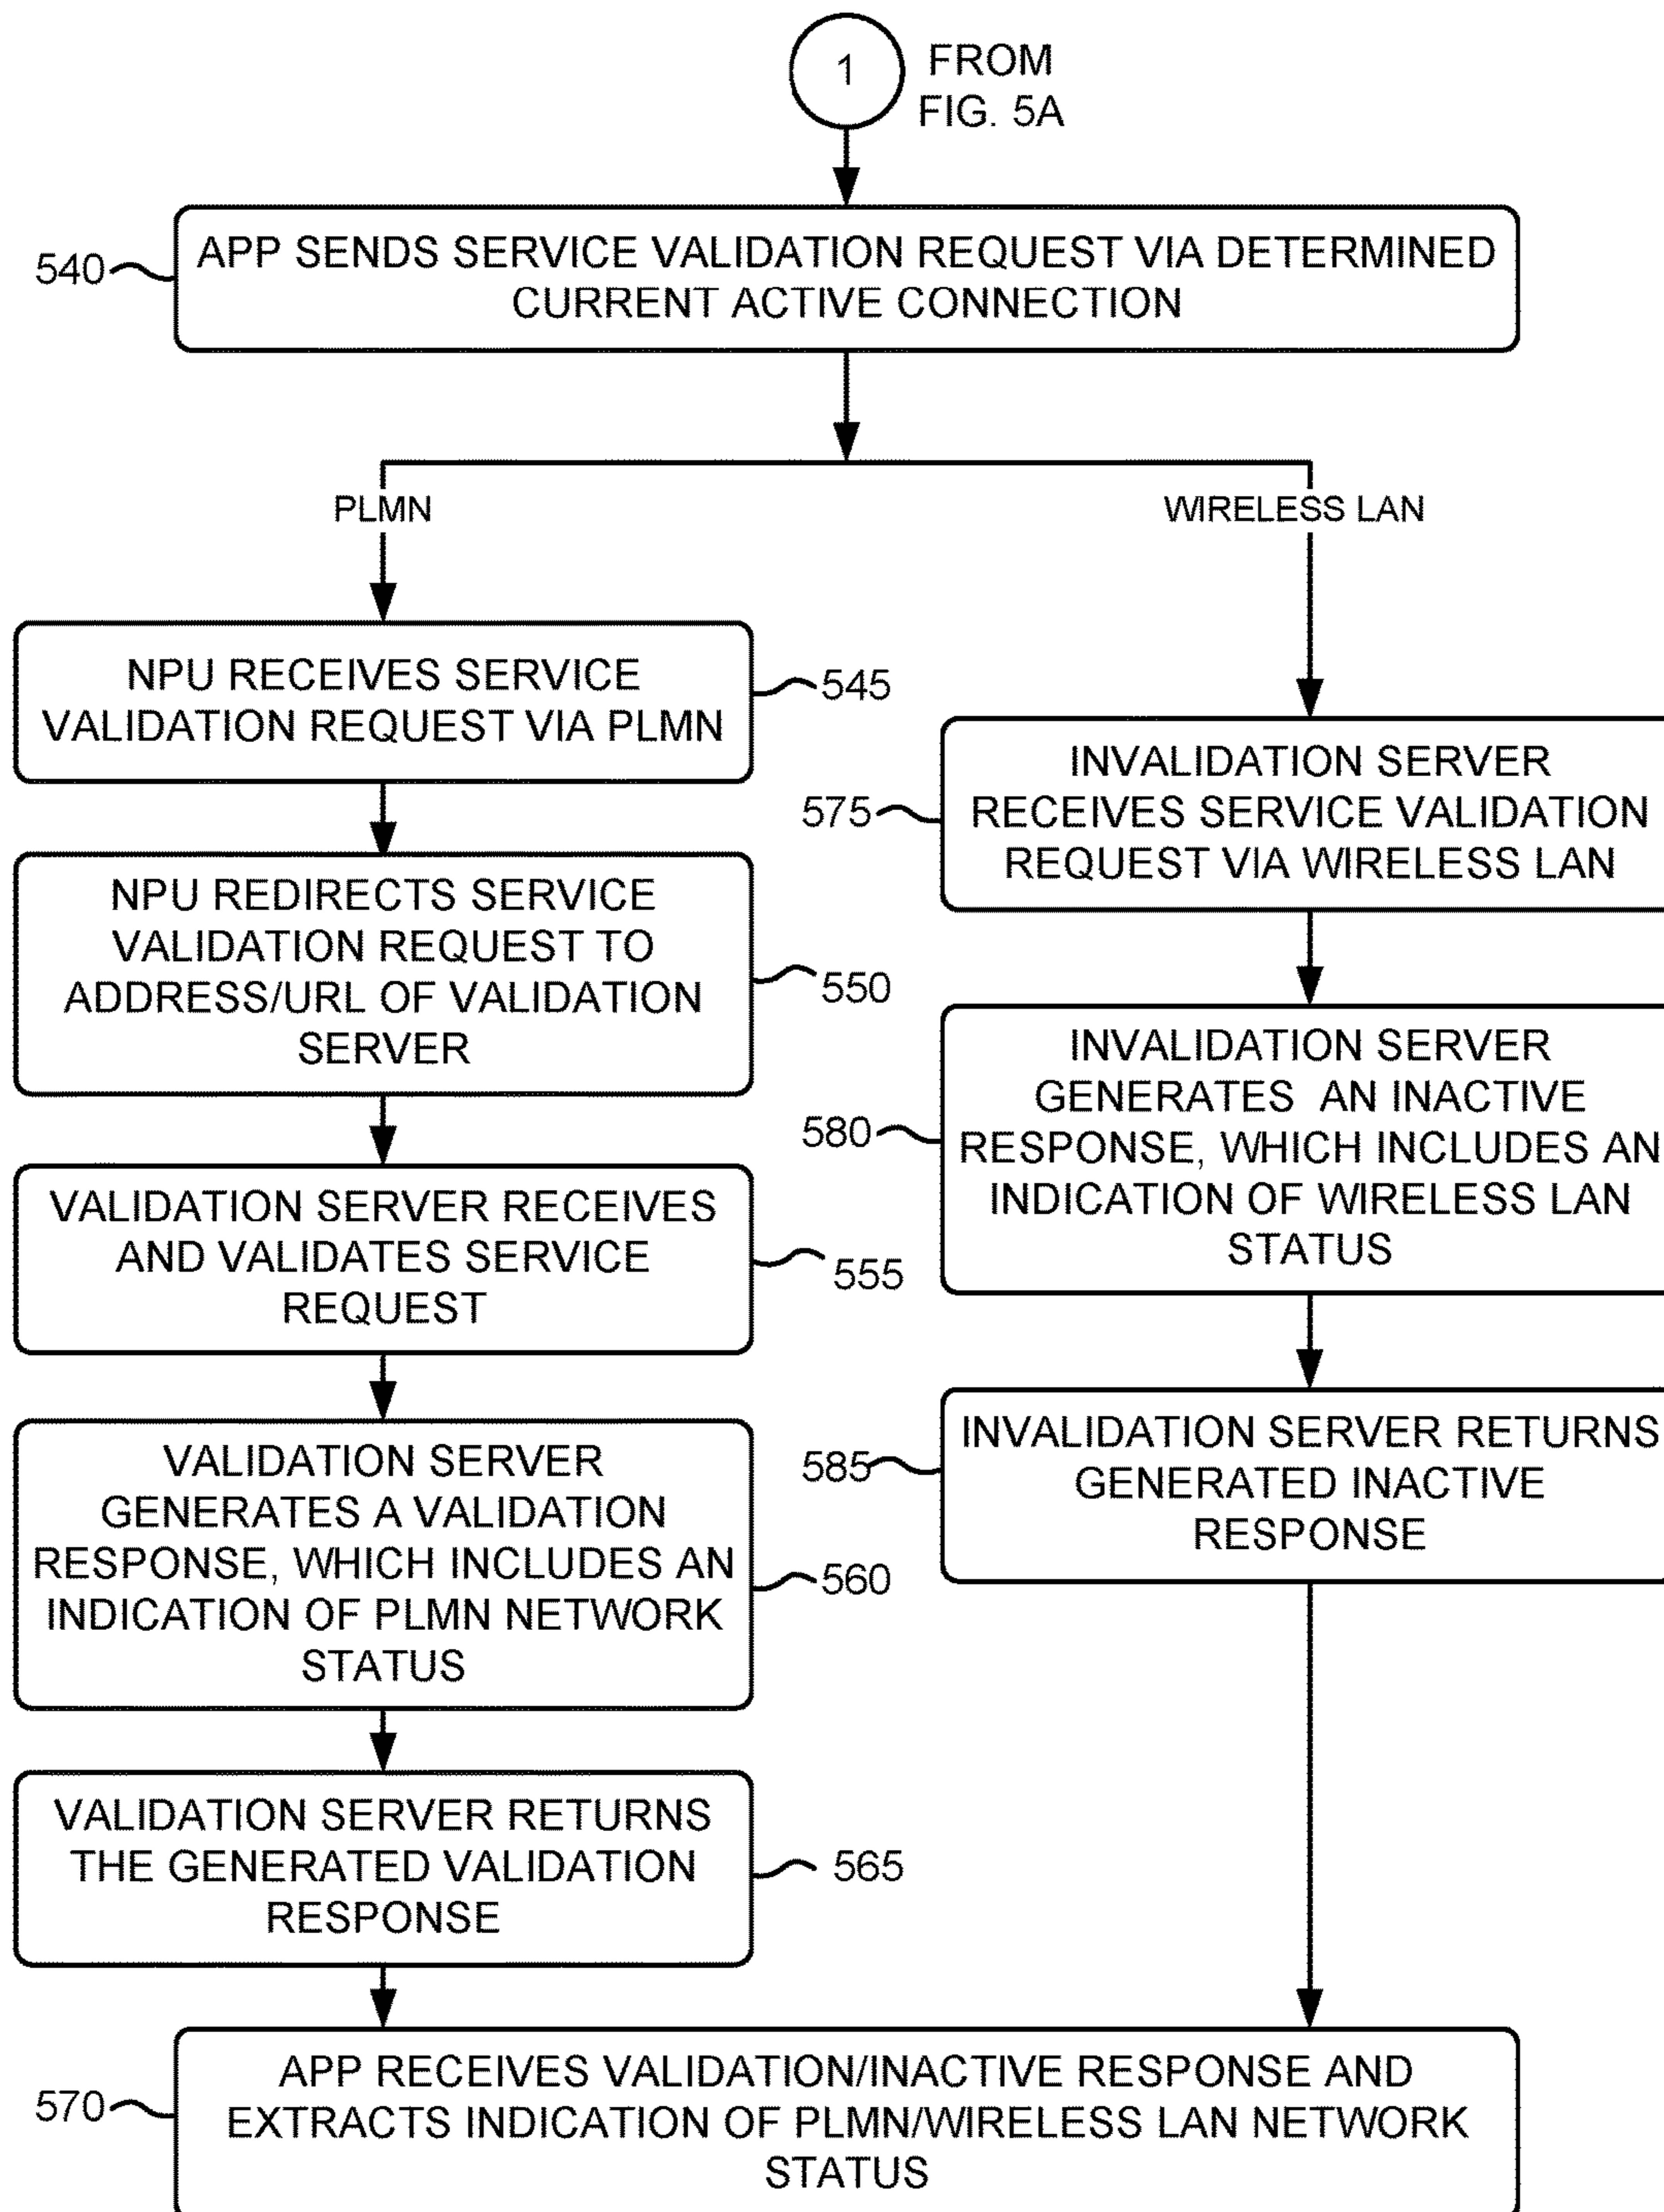 1
FROM
FIG. 5A
540
APP SENDS SERVICE VALIDATION REQUEST VIA DETERMINED
CURRENT ACTIVE CONNECTION
PLMN
WIRELESS LAN
NPU RECEIVES SERVICE
VALIDATION REQUEST VIA PLMN
545
NPU REDIRECTS SERVICE
VALIDATION REQUEST TO
ADDRESS/URL OF VALIDATION
SERVER
550
VALIDATION SERVER RECEIVES
AND VALIDATES SERVICE
REQUEST
555
VALIDATION SERVER
GENERATES A VALIDATION
RESPONSE, WHICH INCLUDES AN
INDICATION OF PLMN NETWORK
STATUS
560
VALIDATION SERVER RETURNS
THE GENERATED VALIDATION
RESPONSE
565
575
INVALIDATION SERVER
RECEIVES SERVICE VALIDATION
REQUEST VIA WIRELESS LAN
580
INVALIDATION SERVER
GENERATES AN INACTIVE
RESPONSE, WHICH INCLUDES AN
INDICATION OF WIRELESS LAN
STATUS
585
INVALIDATION SERVER RETURNS
GENERATED INACTIVE
RESPONSE
570
APP RECEIVES VALIDATION/INACTIVE RESPONSE AND
EXTRACTS INDICATION OF PLMN/WIRELESS LAN NETWORK
STATUS